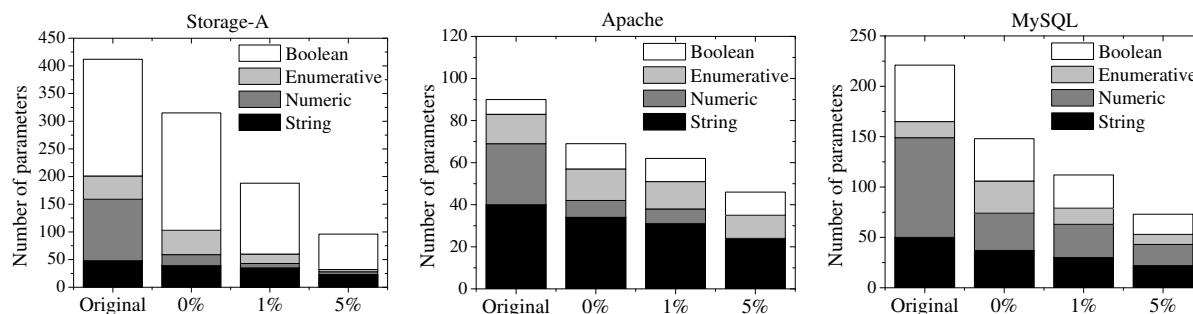 Storage-A
Number of parameters
450
400
350
300
250
200
150
100
50
0
Boolean
Enumerative
Numeric
String
Original 0% 1% 5%
Apache
Number of parameters
120
100
80
60
40
20
0
Boolean
Enumerative
Numeric
String
Original 0% 1% 5%
MySQL
Number of parameters
250
200
150
100
50
0
Boolean
Enumerative
Numeric
String
Original 0% 1% 5%